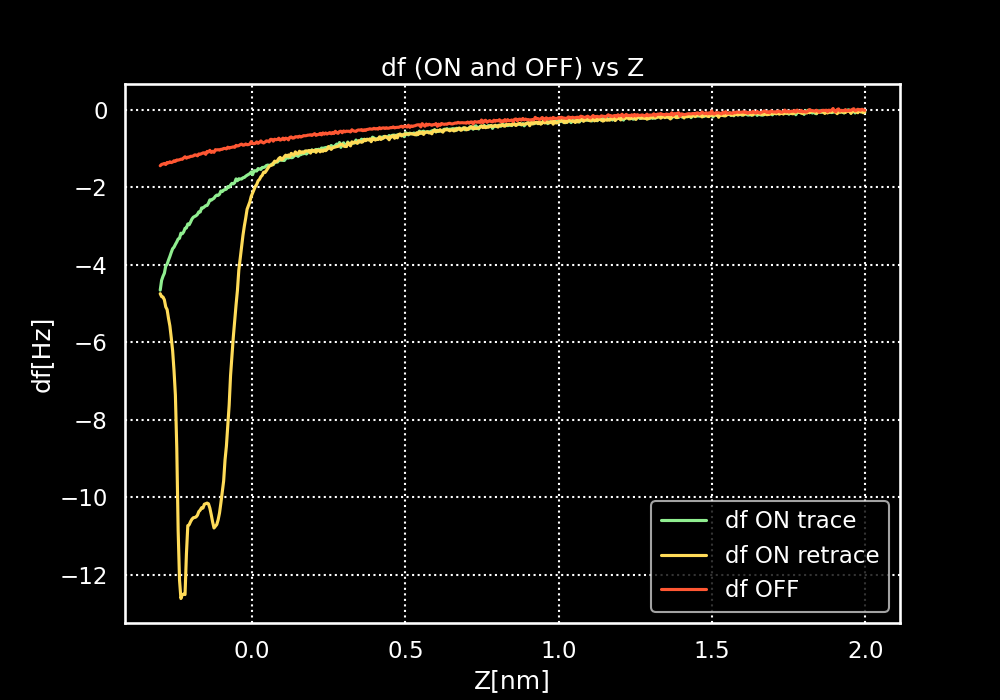 df (ON and OFF) vs Z
df[Hz]
0
−2
−4
−6
−8
−10
−12
0.0 0.5 1.0 1.5 2.0
Z[nm]
df ON trace
df ON retrace
df OFF